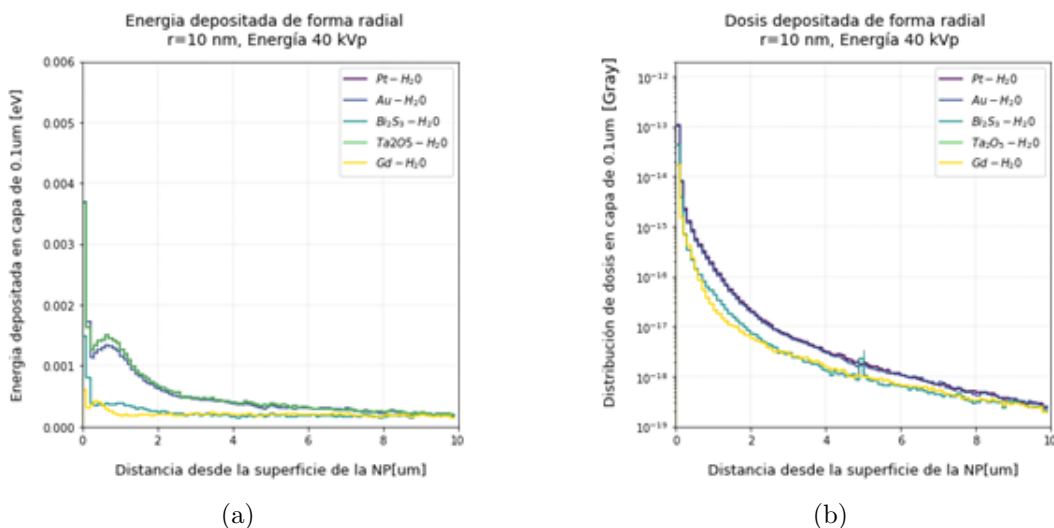 Energia depositada de forma radial
r=10 nm, Energía 40 kVp
Energia depositada en capa de 0.1um [eV]
0.006
0.005
0.004
0.003
0.002
0.001
0.000
Pt − H₂0
Au − H₂0
Bi₂S₃ − H₂0
Ta2O5 − H₂0
Gd − H₂0
0 2 4 6 8 10
Distancia desde la superficie de la NP[um]
(a)
Dosis depositada de forma radial
r=10 nm, Energía 40 kVp
Distribución de dosis en capa de 0.1um [Gray]
10⁻¹²
10⁻¹³
10⁻¹⁴
10⁻¹⁵
10⁻¹⁶
10⁻¹⁷
10⁻¹⁸
10⁻¹⁹
Pt − H₂0
Au − H₂0
Bi₂S₃ − H₂0
Ta₂O₅ − H₂0
Gd − H₂0
0 2 4 6 8 10
Distancia desde la superficie de la NP[um]
(b)